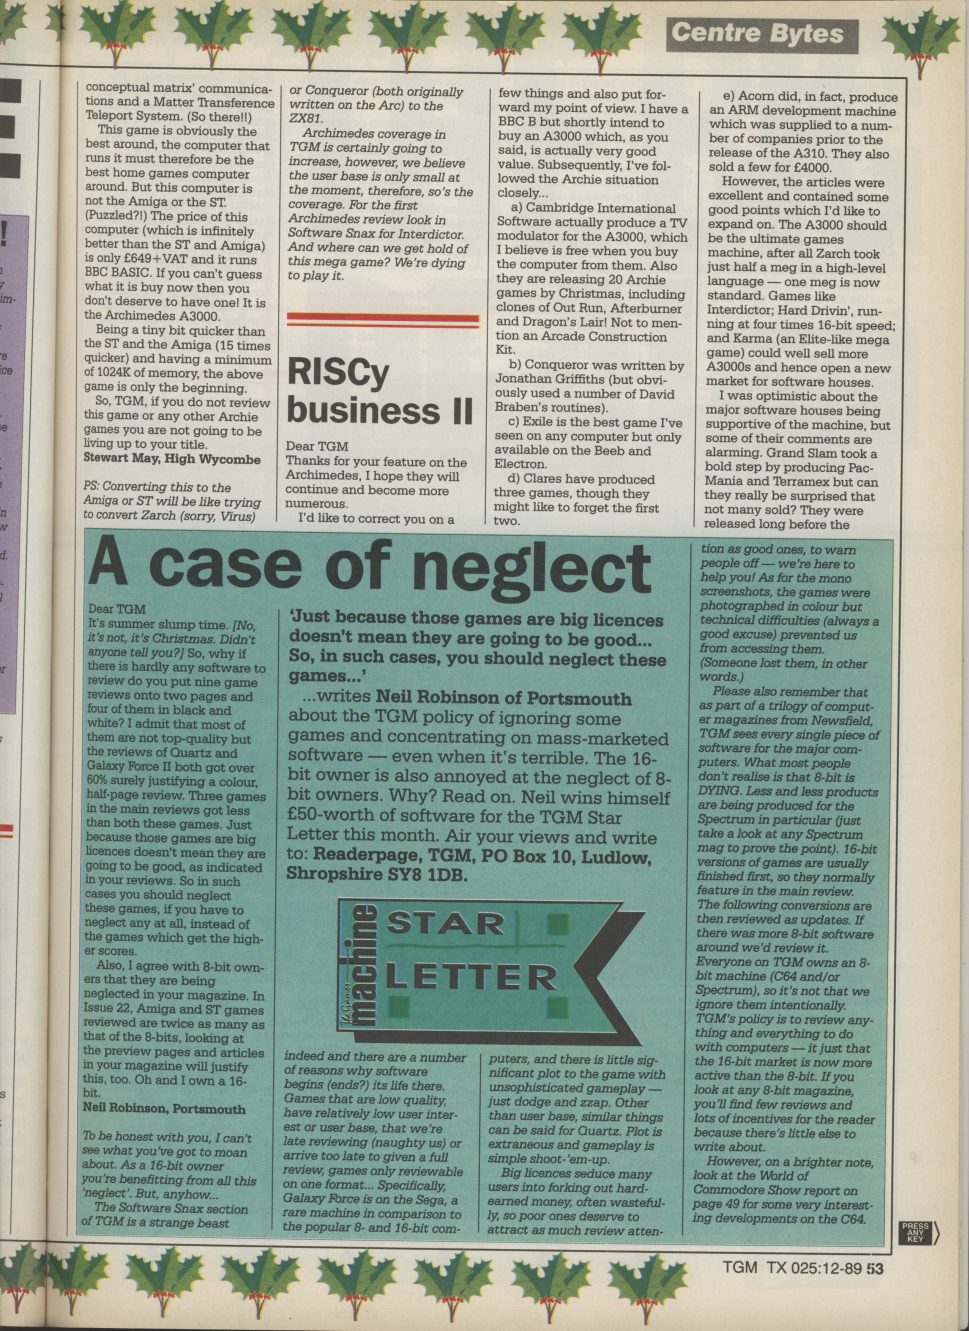 Centre Bytes
conceptual matrix' communica-
tions and a Matter Transference
Teleport System. (So there!!)
This game is obviously the
best around, the computer that
runs it must therefore be the
best home games computer
around. But this computer is
not the Amiga or the ST.
(Puzzled?!) The price of this
computer (which is infinitely
better than the ST and Amiga)
is only £649+VAT and it runs
BBC BASIC. If you can't guess
what it is buy now then you
don't deserve to have one! It is
the Archimedes A3000.
Being a tiny bit quicker than
the ST and the Amiga (15 times
quicker) and having a minimum
of 1024K of memory, the above
game is only the beginning.
So, TGM, if you do not review
this game or any other Archie
games you are not going to be
living up to your title.
Stewart May, High Wycombe
PS: Converting this to the
Amiga or ST will be like trying
to convert Zarch (sorry, Virus)
or Conqueror (both originally
written on the Arc) to the
ZX81.
Archimedes coverage in
TGM is certainly going to
increase, however, we believe
the user base is only small at
the moment, therefore, so's the
coverage. For the first
Archimedes review look in
Software Snax for Interdictor.
And where can we get hold of
this mega game? We're dying
to play it.
RISCy
business II
Dear TGM
Thanks for your feature on the
Archimedes, I hope they will
continue and become more
numerous.
I'd like to correct you on a
few things and also put for-
ward my point of view. I have a
BBC B but shortly intend to
buy an A3000 which, as you
said, is actually very good
value. Subsequently, I've fol-
lowed the Archie situation
closely...
a) Cambridge International
Software actually produce a TV
modulator for the A3000, which
I believe is free when you buy
the computer from them. Also
they are releasing 20 Archie
games by Christmas, including
clones of Out Run, Afterburner
and Dragon's Lair! Not to men-
tion an Arcade Construction
Kit.
b) Conqueror was written by
Jonathan Griffiths (but obvi-
ously used a number of David
Braben's routines).
c) Exile is the best game I've
seen on any computer but only
available on the Beeb and
Electron.
d) Clares have produced
three games, though they
might like to forget the first
two.
e) Acorn did, in fact, produce
an ARM development machine
which was supplied to a num-
ber of companies prior to the
release of the A310. They also
sold a few for £4000.
However, the articles were
excellent and contained some
good points which I'd like to
expand on. The A3000 should
be the ultimate games
machine, after all Zarch took
just half a meg in a high-level
language — one meg is now
standard. Games like
Interdictor; Hard Drivin', run-
ning at four times 16-bit speed;
and Karma (an Elite-like mega
game) could well sell more
A3000s and hence open a new
market for software houses.
I was optimistic about the
major software houses being
supportive of the machine, but
some of their comments are
alarming. Grand Slam took a
bold step by producing Pac-
Mania and Terramex but can
they really be surprised that
not many sold? They were
released long before the
A case of neglect
Dear TGM
It's summer slump time. [No,
it's not, it's Christmas. Didn't
anyone tell you?] So, why if
there is hardly any software to
review do you put nine game
reviews onto two pages and
four of them in black and
white? I admit that most of
them are not top-quality but
the reviews of Quartz and
Galaxy Force II both got over
60% surely justifying a colour,
half-page review. Three games
in the main reviews got less
than both these games. Just
because those games are big
licences doesn't mean they are
going to be good, as indicated
in your reviews. So in such
cases you should neglect
these games, if you have to
neglect any at all, instead of
the games which get the high-
er scores.
Also, I agree with 8-bit own-
ers that they are being
neglected in your magazine. In
Issue 22, Amiga and ST games
reviewed are twice as many as
that of the 8-bits, looking at
the preview pages and articles
in your magazine will justify
this, too. Oh and I own a 16-
bit.
Neil Robinson, Portsmouth
To be honest with you, I can't
see what you've got to moan
about. As a 16-bit owner
you're benefitting from all this
'neglect'. But, anyhow...
The Software Snax section
of TGM is a strange beast
'Just because those games are big licences
doesn't mean they are going to be good...
So, in such cases, you should neglect these
games...'
...writes Neil Robinson of Portsmouth
about the TGM policy of ignoring some
games and concentrating on mass-marketed
software — even when it's terrible. The 16-
bit owner is also annoyed at the neglect of 8-
bit owners. Why? Read on. Neil wins himself
£50-worth of software for the TGM Star
Letter this month. Air your views and write
to: Readerpage, TGM, PO Box 10, Ludlow,
Shropshire SY8 1DB.
the Games machine
STAR
LETTER
indeed and there are a number
of reasons why software
begins (ends?) its life there.
Games that are low quality,
have relatively low user inter-
est or user base, that we're
late reviewing (naughty us) or
arrive too late to given a full
review, games only reviewable
on one format... Specifically,
Galaxy Force is on the Sega, a
rare machine in comparison to
the popular 8- and 16-bit com-
puters, and there is little sig-
nificant plot to the game with
unsophisticated gameplay —
just dodge and zzap. Other
than user base, similar things
can be said for Quartz. Plot is
extraneous and gameplay is
simple shoot-'em-up.
Big licences seduce many
users into forking out hard-
earned money, often wasteful-
ly, so poor ones deserve to
attract as much review atten-
tion as good ones, to warn
people off — we're here to
help you! As for the mono
screenshots, the games were
photographed in colour but
technical difficulties (always a
good excuse) prevented us
from accessing them.
(Someone lost them, in other
words.)
Please also remember that
as part of a trilogy of comput-
er magazines from Newsfield,
TGM sees every single piece of
software for the major com-
puters. What most people
don't realise is that 8-bit is
DYING. Less and less products
are being produced for the
Spectrum in particular (just
take a look at any Spectrum
mag to prove the point). 16-bit
versions of games are usually
finished first, so they normally
feature in the main review.
The following conversions are
then reviewed as updates. If
there was more 8-bit software
around we'd review it.
Everyone on TGM owns an 8-
bit machine (C64 and/or
Spectrum), so it's not that we
ignore them intentionally.
TGM's policy is to review any-
thing and everything to do
with computers — it just that
the 16-bit market is now more
active than the 8-bit. If you
look at any 8-bit magazine,
you'll find few reviews and
lots of incentives for the reader
because there's little else to
write about.
However, on a brighter note,
look at the World of
Commodore Show report on
page 49 for some very interest-
ing developments on the C64.
PRESS
ANY
KEY
TGM TX 025:12-89 53